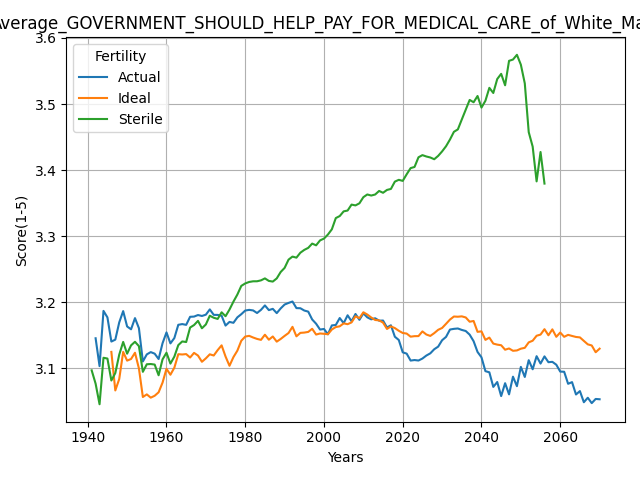 Average_GOVERNMENT_SHOULD_HELP_PAY_FOR_MEDICAL_CARE_of_White_Ma
Fertility
Actual
Ideal
Sterile
Score(1-5)
3.6
3.5
3.4
3.3
3.2
3.1
1940 1960 1980 2000 2020 2040 2060
Years